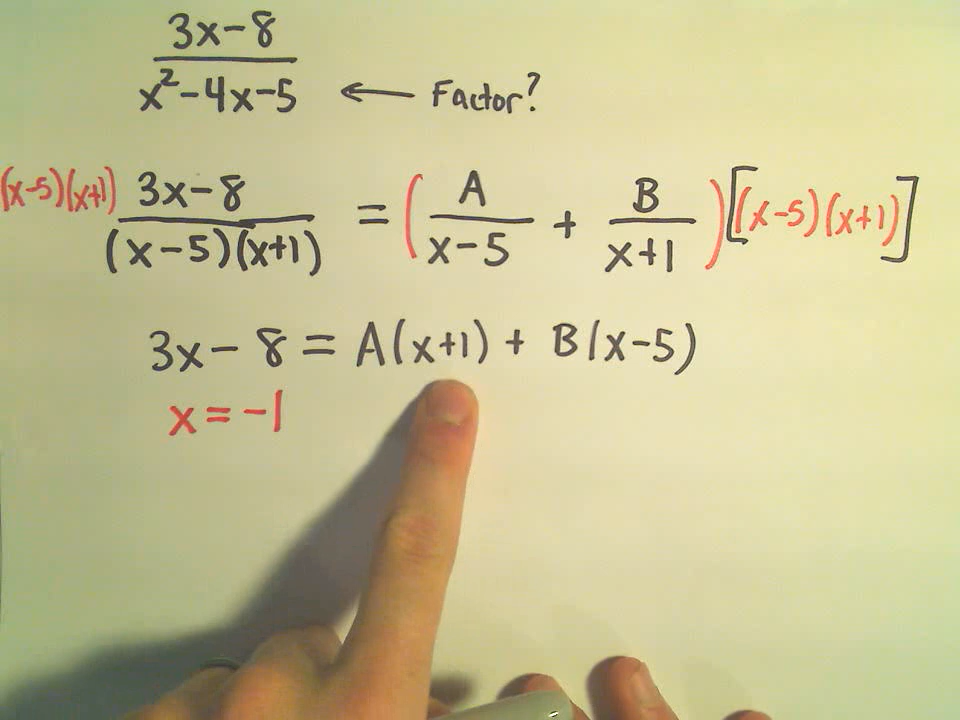 3x-8
x²-4x-5 ← Factor?
(x-5)(x+1) 3x-8 / (x-5)(x+1) = (A / x-5 + B / x+1) [(x-5)(x+1)]
3x-8 = A(x+1) + B(x-5)
x = -1